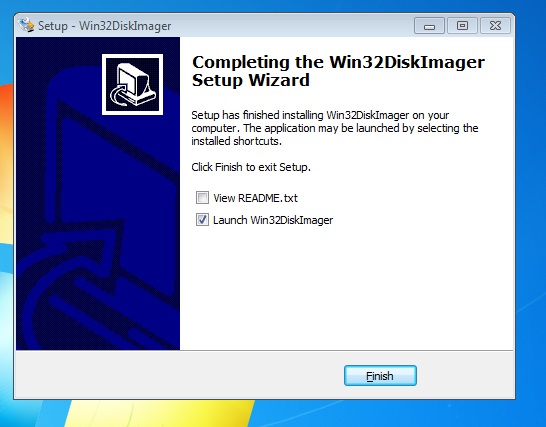 Setup - Win32DiskImager
Completing the Win32DiskImager
Setup Wizard
Setup has finished installing Win32DiskImager on your
computer. The application may be launched by selecting the
installed shortcuts.
Click Finish to exit Setup.
View README.txt
Launch Win32DiskImager
Finish